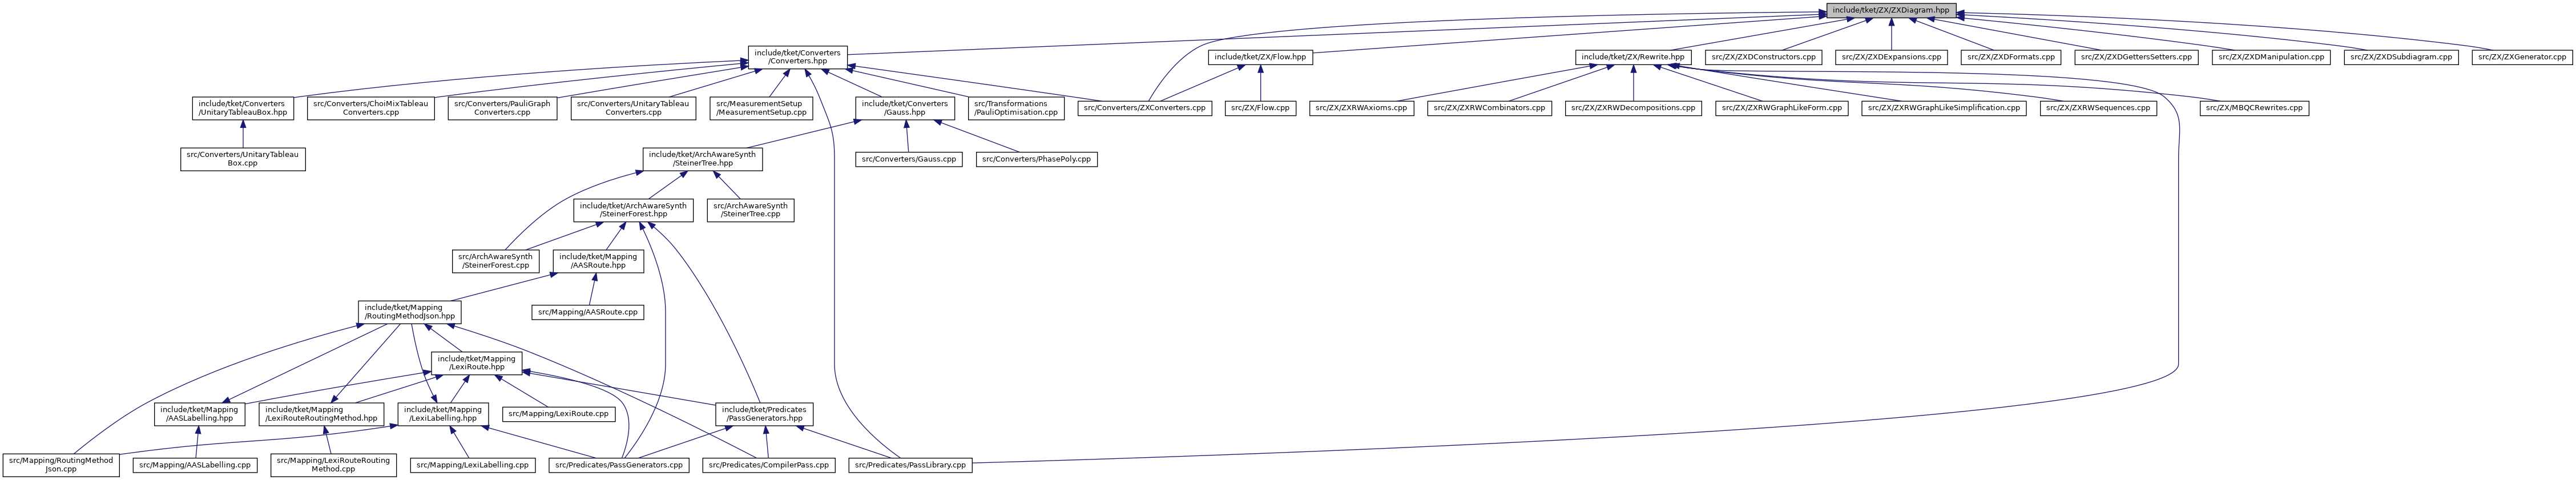 include/tket/ZX/ZXDiagram.hpp
include/tket/Converters
/Converters.hpp
include/tket/ZX/Flow.hpp
include/tket/ZX/Rewrite.hpp
src/ZX/ZXDConstructors.cpp
src/ZX/ZXDExpansions.cpp
src/ZX/ZXDFormats.cpp
src/ZX/ZXDGettersSetters.cpp
src/ZX/ZXDManipulation.cpp
src/ZX/ZXDSubdiagram.cpp
src/ZX/ZXGenerator.cpp
include/tket/Converters
/UnitaryTableauBox.hpp
src/Converters/ChoiMixTableau
Converters.cpp
src/Converters/PauliGraph
Converters.cpp
src/Converters/UnitaryTableau
Converters.cpp
src/MeasurementSetup
/MeasurementSetup.cpp
include/tket/Converters
/Gauss.hpp
src/Transformations
/PauliOptimisation.cpp
src/Converters/ZXConverters.cpp
src/ZX/Flow.cpp
src/ZX/ZXRWAxioms.cpp
src/ZX/ZXRWCombinators.cpp
src/ZX/ZXRWDecompositions.cpp
src/ZX/ZXRWGraphLikeForm.cpp
src/ZX/ZXRWGraphLikeSimplification.cpp
src/ZX/ZXRWSequences.cpp
src/ZX/MBQCRewrites.cpp
src/Converters/UnitaryTableau
Box.cpp
include/tket/ArchAwareSynth
/SteinerTree.hpp
src/Converters/Gauss.cpp
src/Converters/PhasePoly.cpp
include/tket/ArchAwareSynth
/SteinerForest.hpp
src/ArchAwareSynth
/SteinerTree.cpp
src/ArchAwareSynth
/SteinerForest.cpp
include/tket/Mapping
/AASRoute.hpp
include/tket/Mapping
/RoutingMethodJson.hpp
src/Mapping/AASRoute.cpp
include/tket/Mapping
/LexiRoute.hpp
include/tket/Mapping
/AASLabelling.hpp
include/tket/Mapping
/LexiRouteRoutingMethod.hpp
include/tket/Mapping
/LexiLabelling.hpp
src/Mapping/LexiRoute.cpp
include/tket/Predicates
/PassGenerators.hpp
src/Mapping/RoutingMethod
Json.cpp
src/Mapping/AASLabelling.cpp
src/Mapping/LexiRouteRouting
Method.cpp
src/Mapping/LexiLabelling.cpp
src/Predicates/PassGenerators.cpp
src/Predicates/CompilerPass.cpp
src/Predicates/PassLibrary.cpp